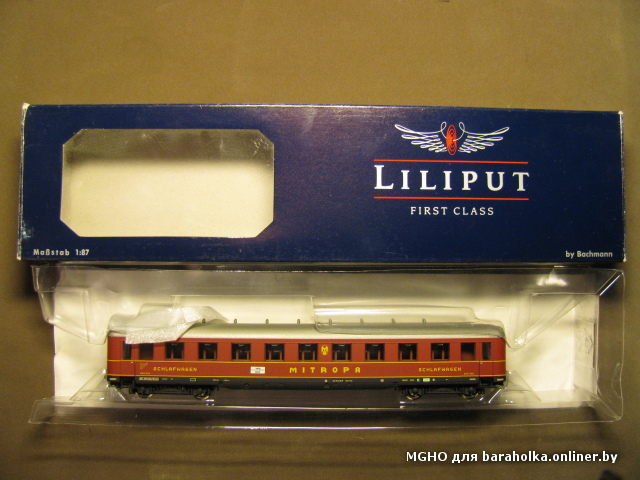 LILIPUT
FIRST CLASS
Maßstab 1:87
by Bachmann
SCHLAFWAGEN
MITROPA
SCHLAFWAGEN
MGHO для baraholka.onliner.by